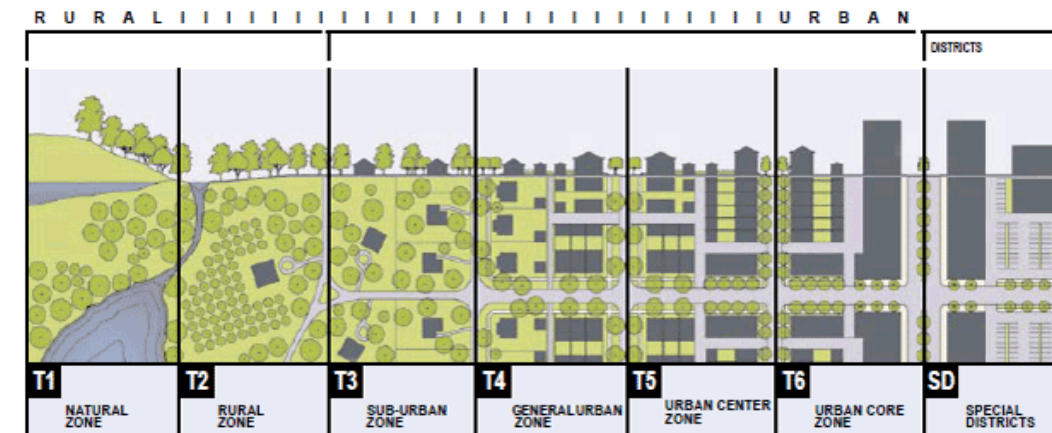 RURALIIIIIIIIIIIIIIIIIIIIURBAN
DISTRICTS
T1
NATURAL
ZONE
T2
RURAL
ZONE
T3
SUB-URBAN
ZONE
T4
GENERAL URBAN
ZONE
T5
URBAN CENTER
ZONE
T6
URBAN CORE
ZONE
SD
SPECIAL
DISTRICTS